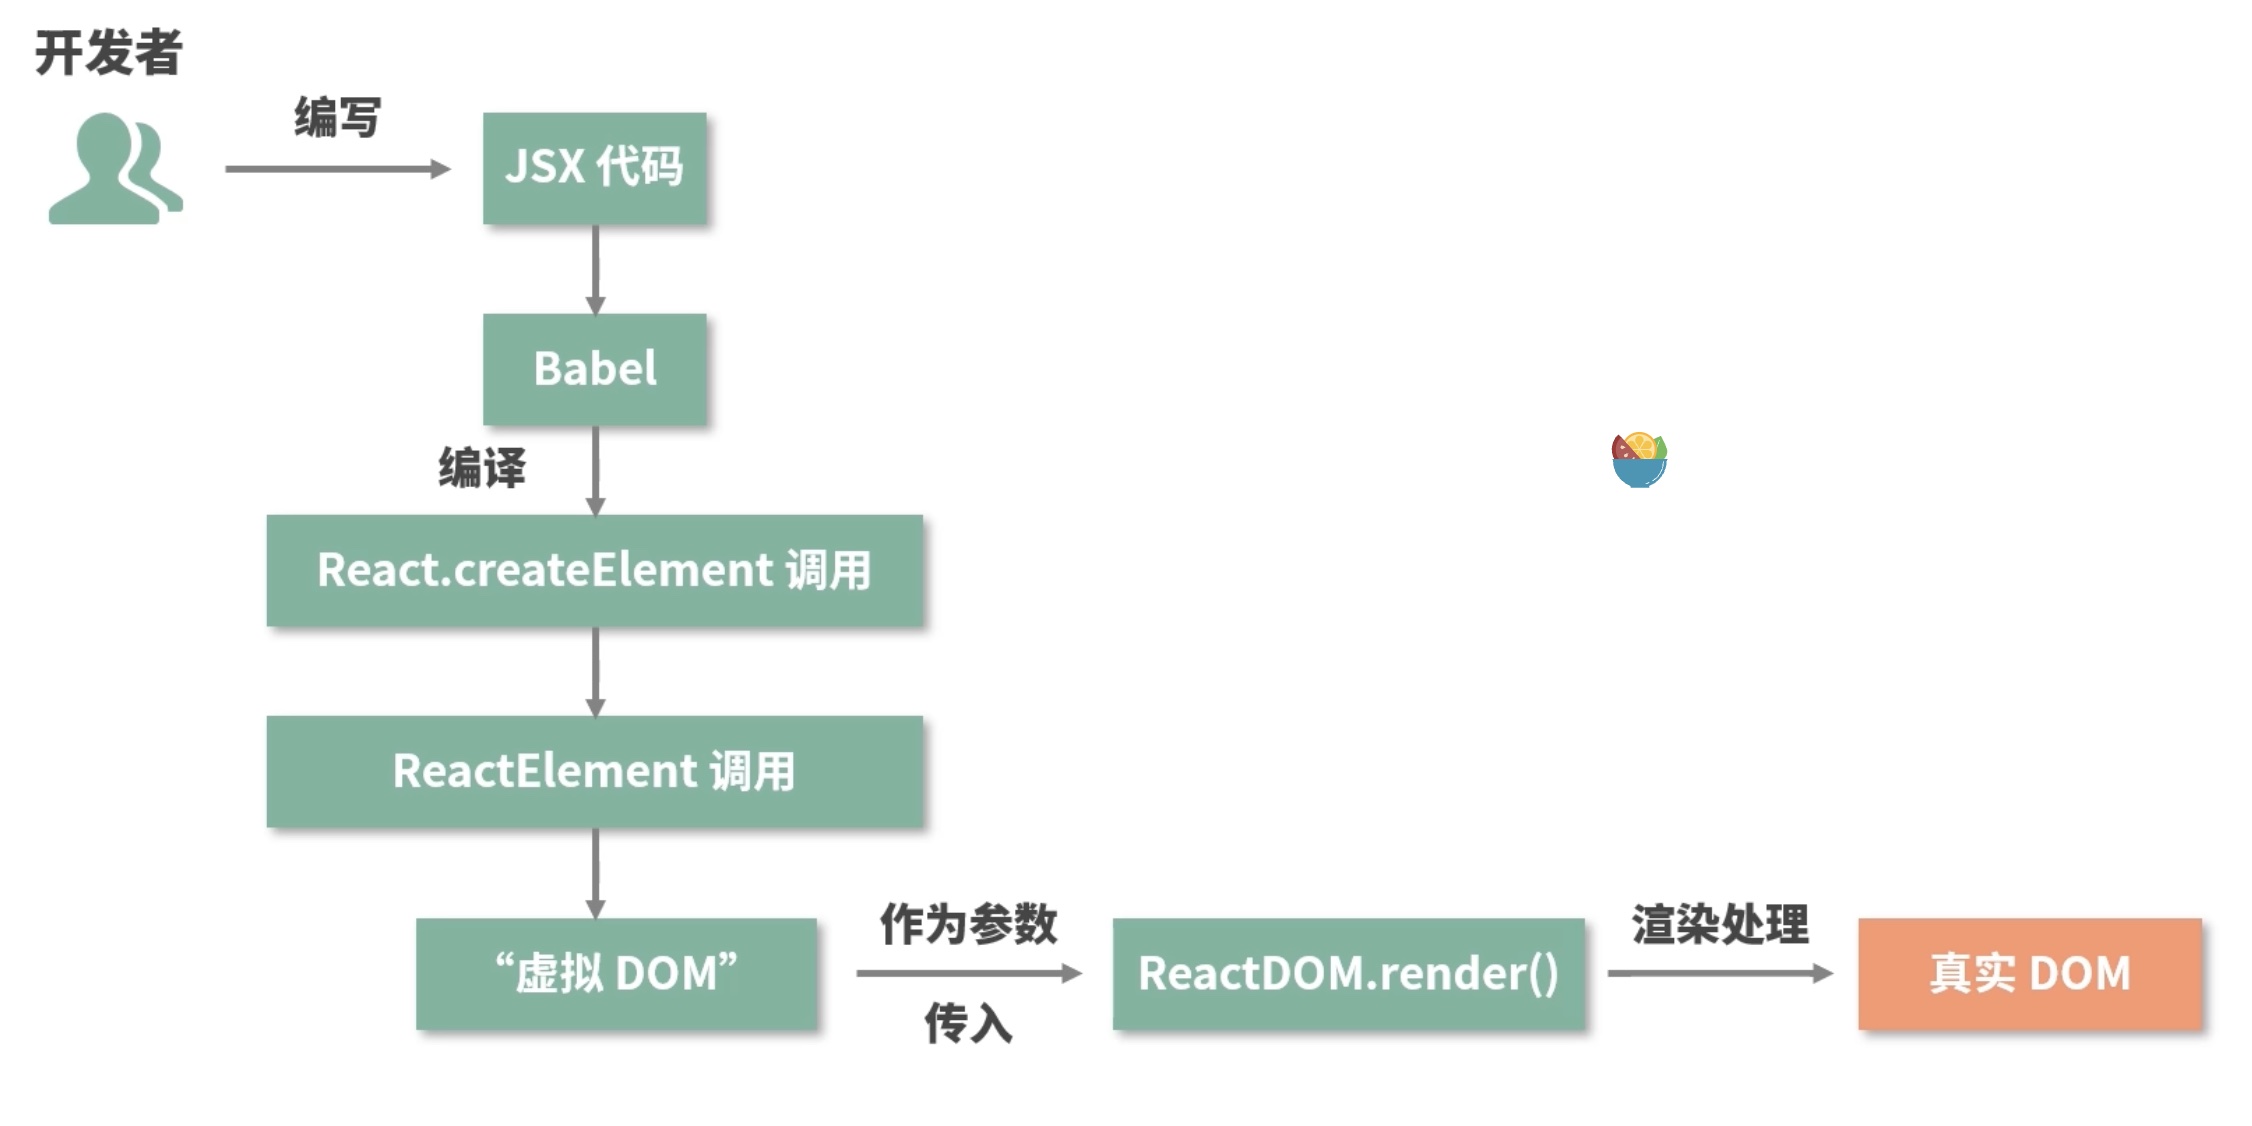 开发者
编写
JSX 代码
Babel
编译
React.createElement 调用
ReactElement 调用
“虚拟 DOM”
作为参数
传入
ReactDOM.render()
渲染处理
真实 DOM